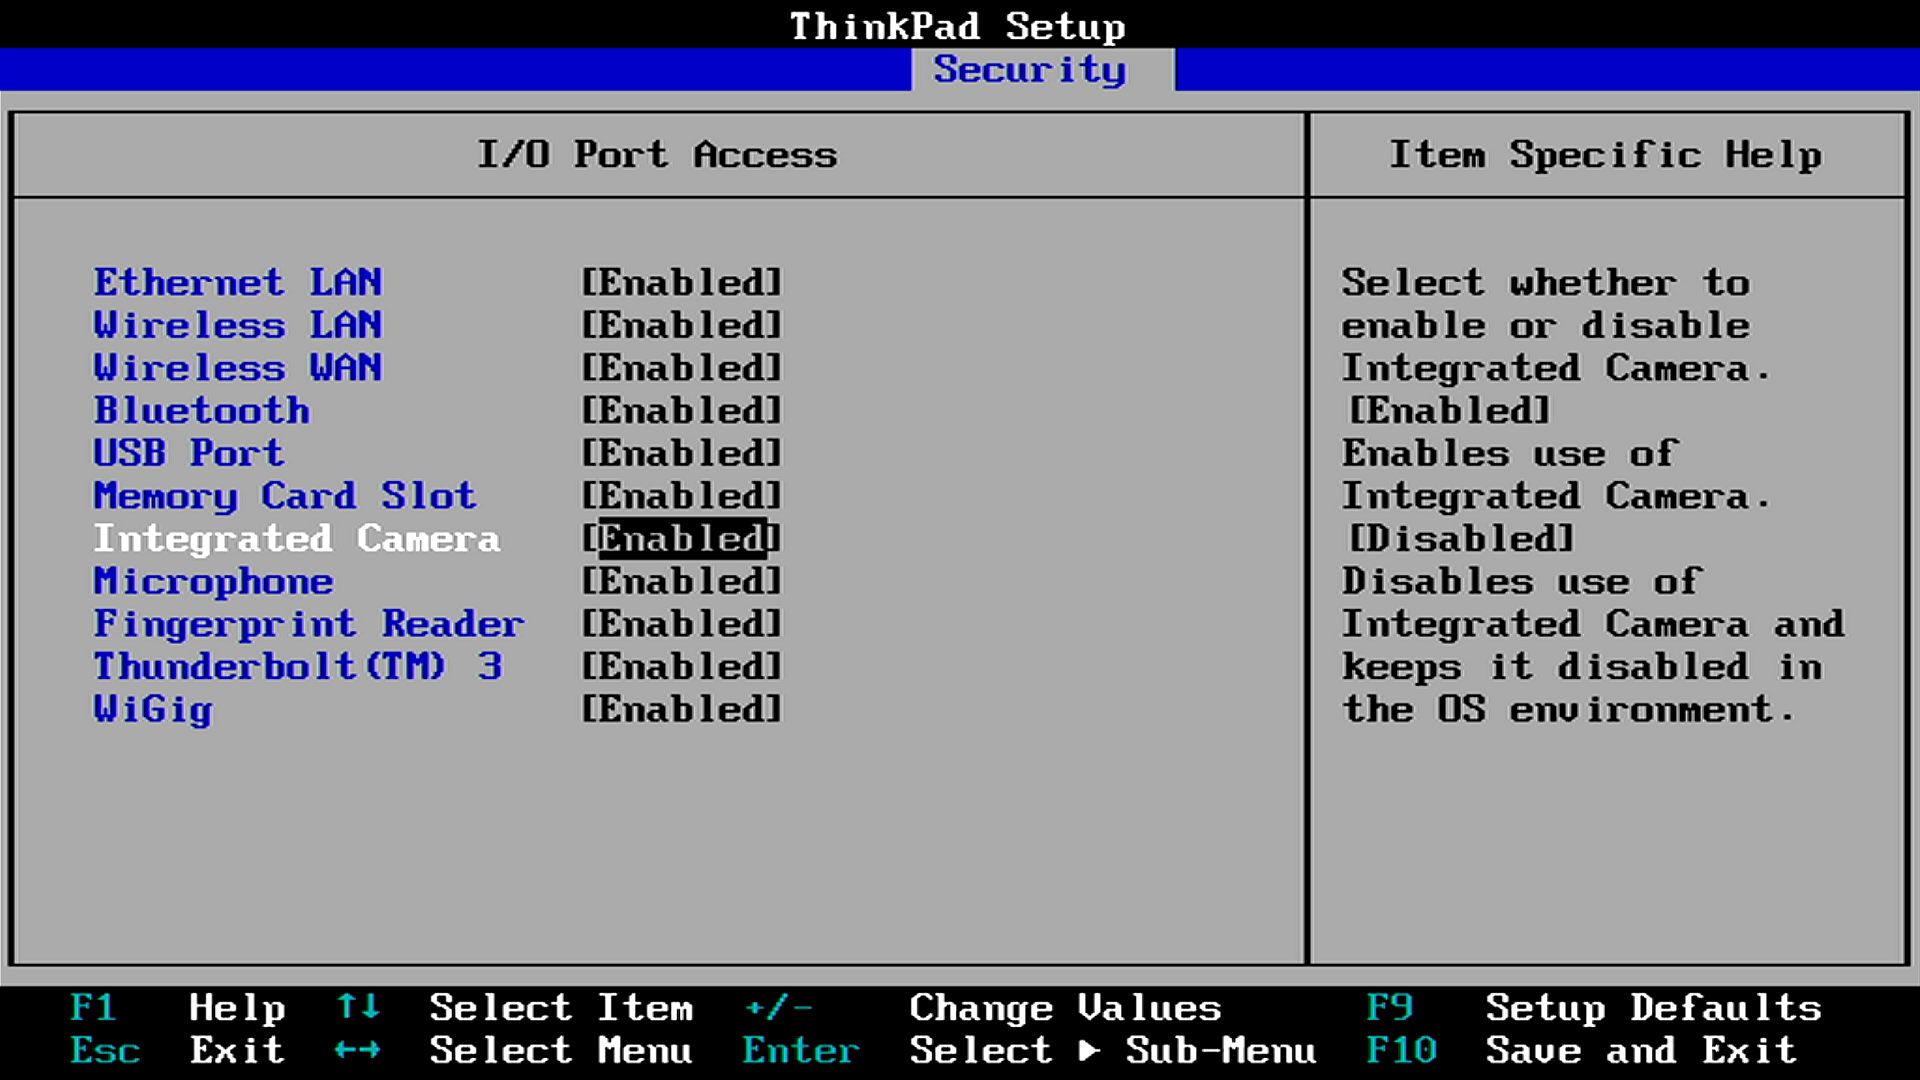 ThinkPad Setup
Security
I/O Port Access
Item Specific Help
Ethernet LAN [Enabled]
Wireless LAN [Enabled]
Wireless WAN [Enabled]
Bluetooth [Enabled]
USB Port [Enabled]
Memory Card Slot [Enabled]
Integrated Camera [Enabled]
Microphone [Enabled]
Fingerprint Reader [Enabled]
Thunderbolt(TM) 3 [Enabled]
WiGig [Enabled]
Select whether to
enable or disable
Integrated Camera.
[Enabled]
Enables use of
Integrated Camera.
[Disabled]
Disables use of
Integrated Camera and
keeps it disabled in
the OS environment.
F1 Help ↑↓ Select Item +/- Change Values F9 Setup Defaults
Esc Exit ←→ Select Menu Enter Select ▶ Sub-Menu F10 Save and Exit